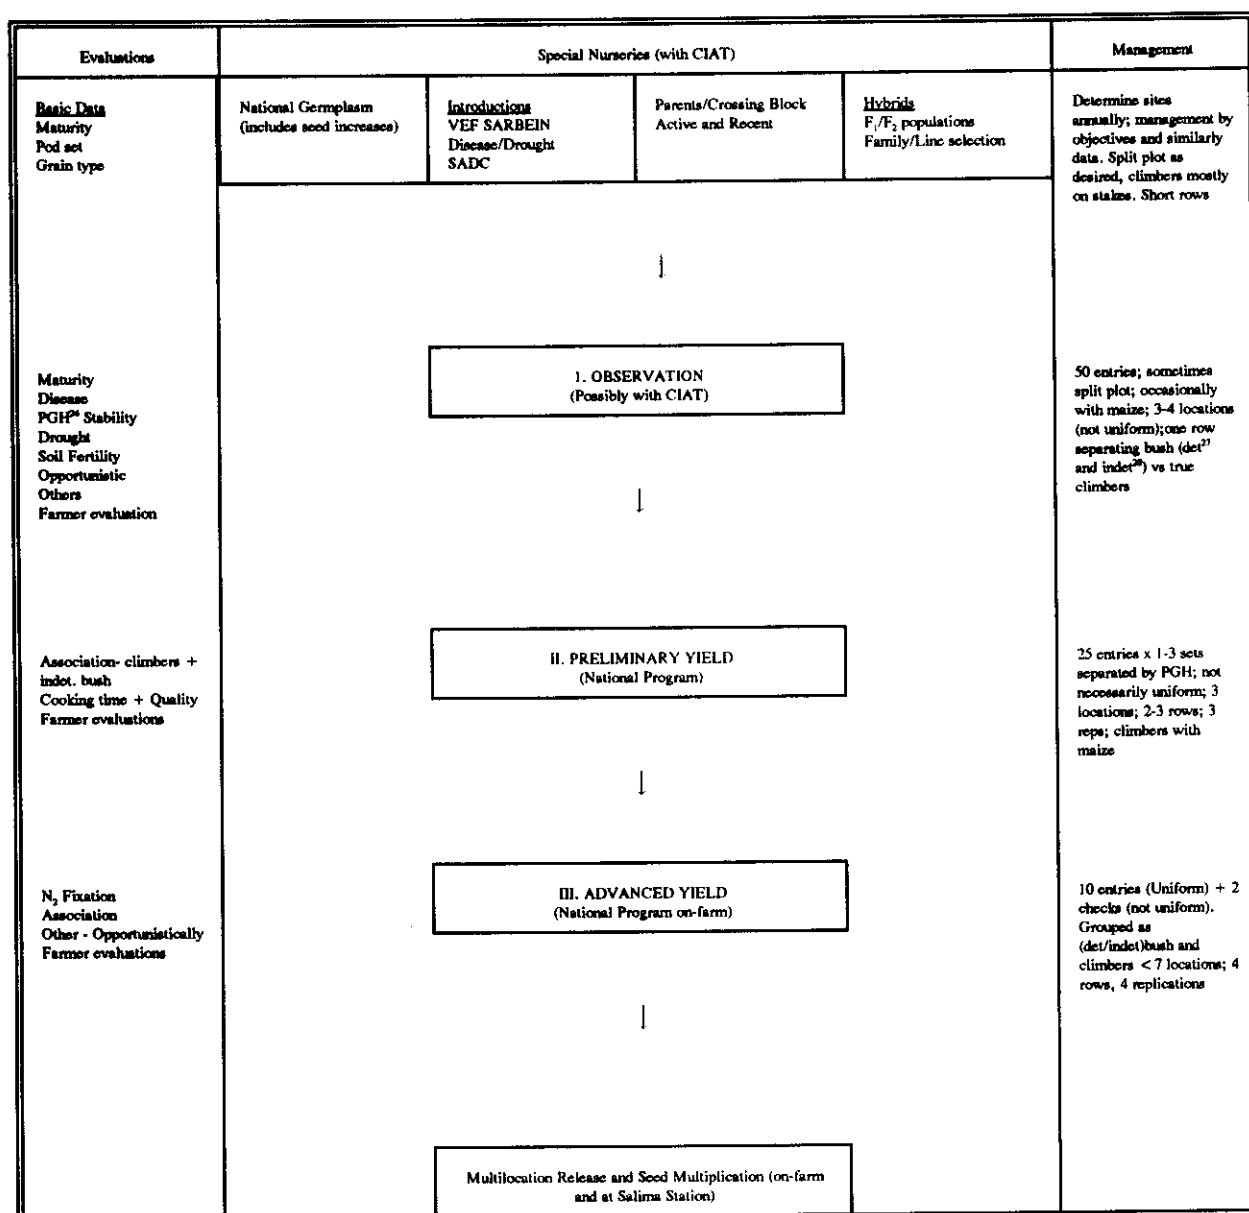 Evaluations
Special Nurseries (with CIAT)
Management
Basic Data
Maturity
Pod set
Grain type
National Germplasm
(includes seed increases)
Introductions
VEF SARBEIN
Disease/Drought
SADC
Parents/Crossing Block
Active and Recent
Hybrids
F₁/F₂ populations
Family/Line selection
Determine sites
annually; management by
objectives and similarly
data. Split plot as
desired, climbers mostly
on stakes. Short rows
↓
Maturity
Disease
PGH²⁶ Stability
Drought
Soil Fertility
Opportunistic
Others
Farmer evaluation
1. OBSERVATION
(Possibly with CIAT)
50 entries; sometimes
split plot; occasionally
with maize; 3-4 locations
(not uniform);one row
separating bush (det²⁷
and indet²⁸) vs true
climbers
↓
Association- climbers +
indet. bush
Cooking time + Quality
Farmer evaluations
II. PRELIMINARY YIELD
(National Program)
25 entries x 1-3 sets
separated by PGH; not
necessarily uniform; 3
locations; 2-3 rows; 3
reps; climbers with
maize
↓
N₂ Fixation
Association
Other - Opportunistically
Farmer evaluations
III. ADVANCED YIELD
(National Program on-farm)
10 entries (Uniform) + 2
checks (not uniform).
Grouped as
(det/indet)bush and
climbers < 7 locations; 4
rows, 4 replications
↓
Multilocation Release and Seed Multiplication (on-farm
and at Salima Station)